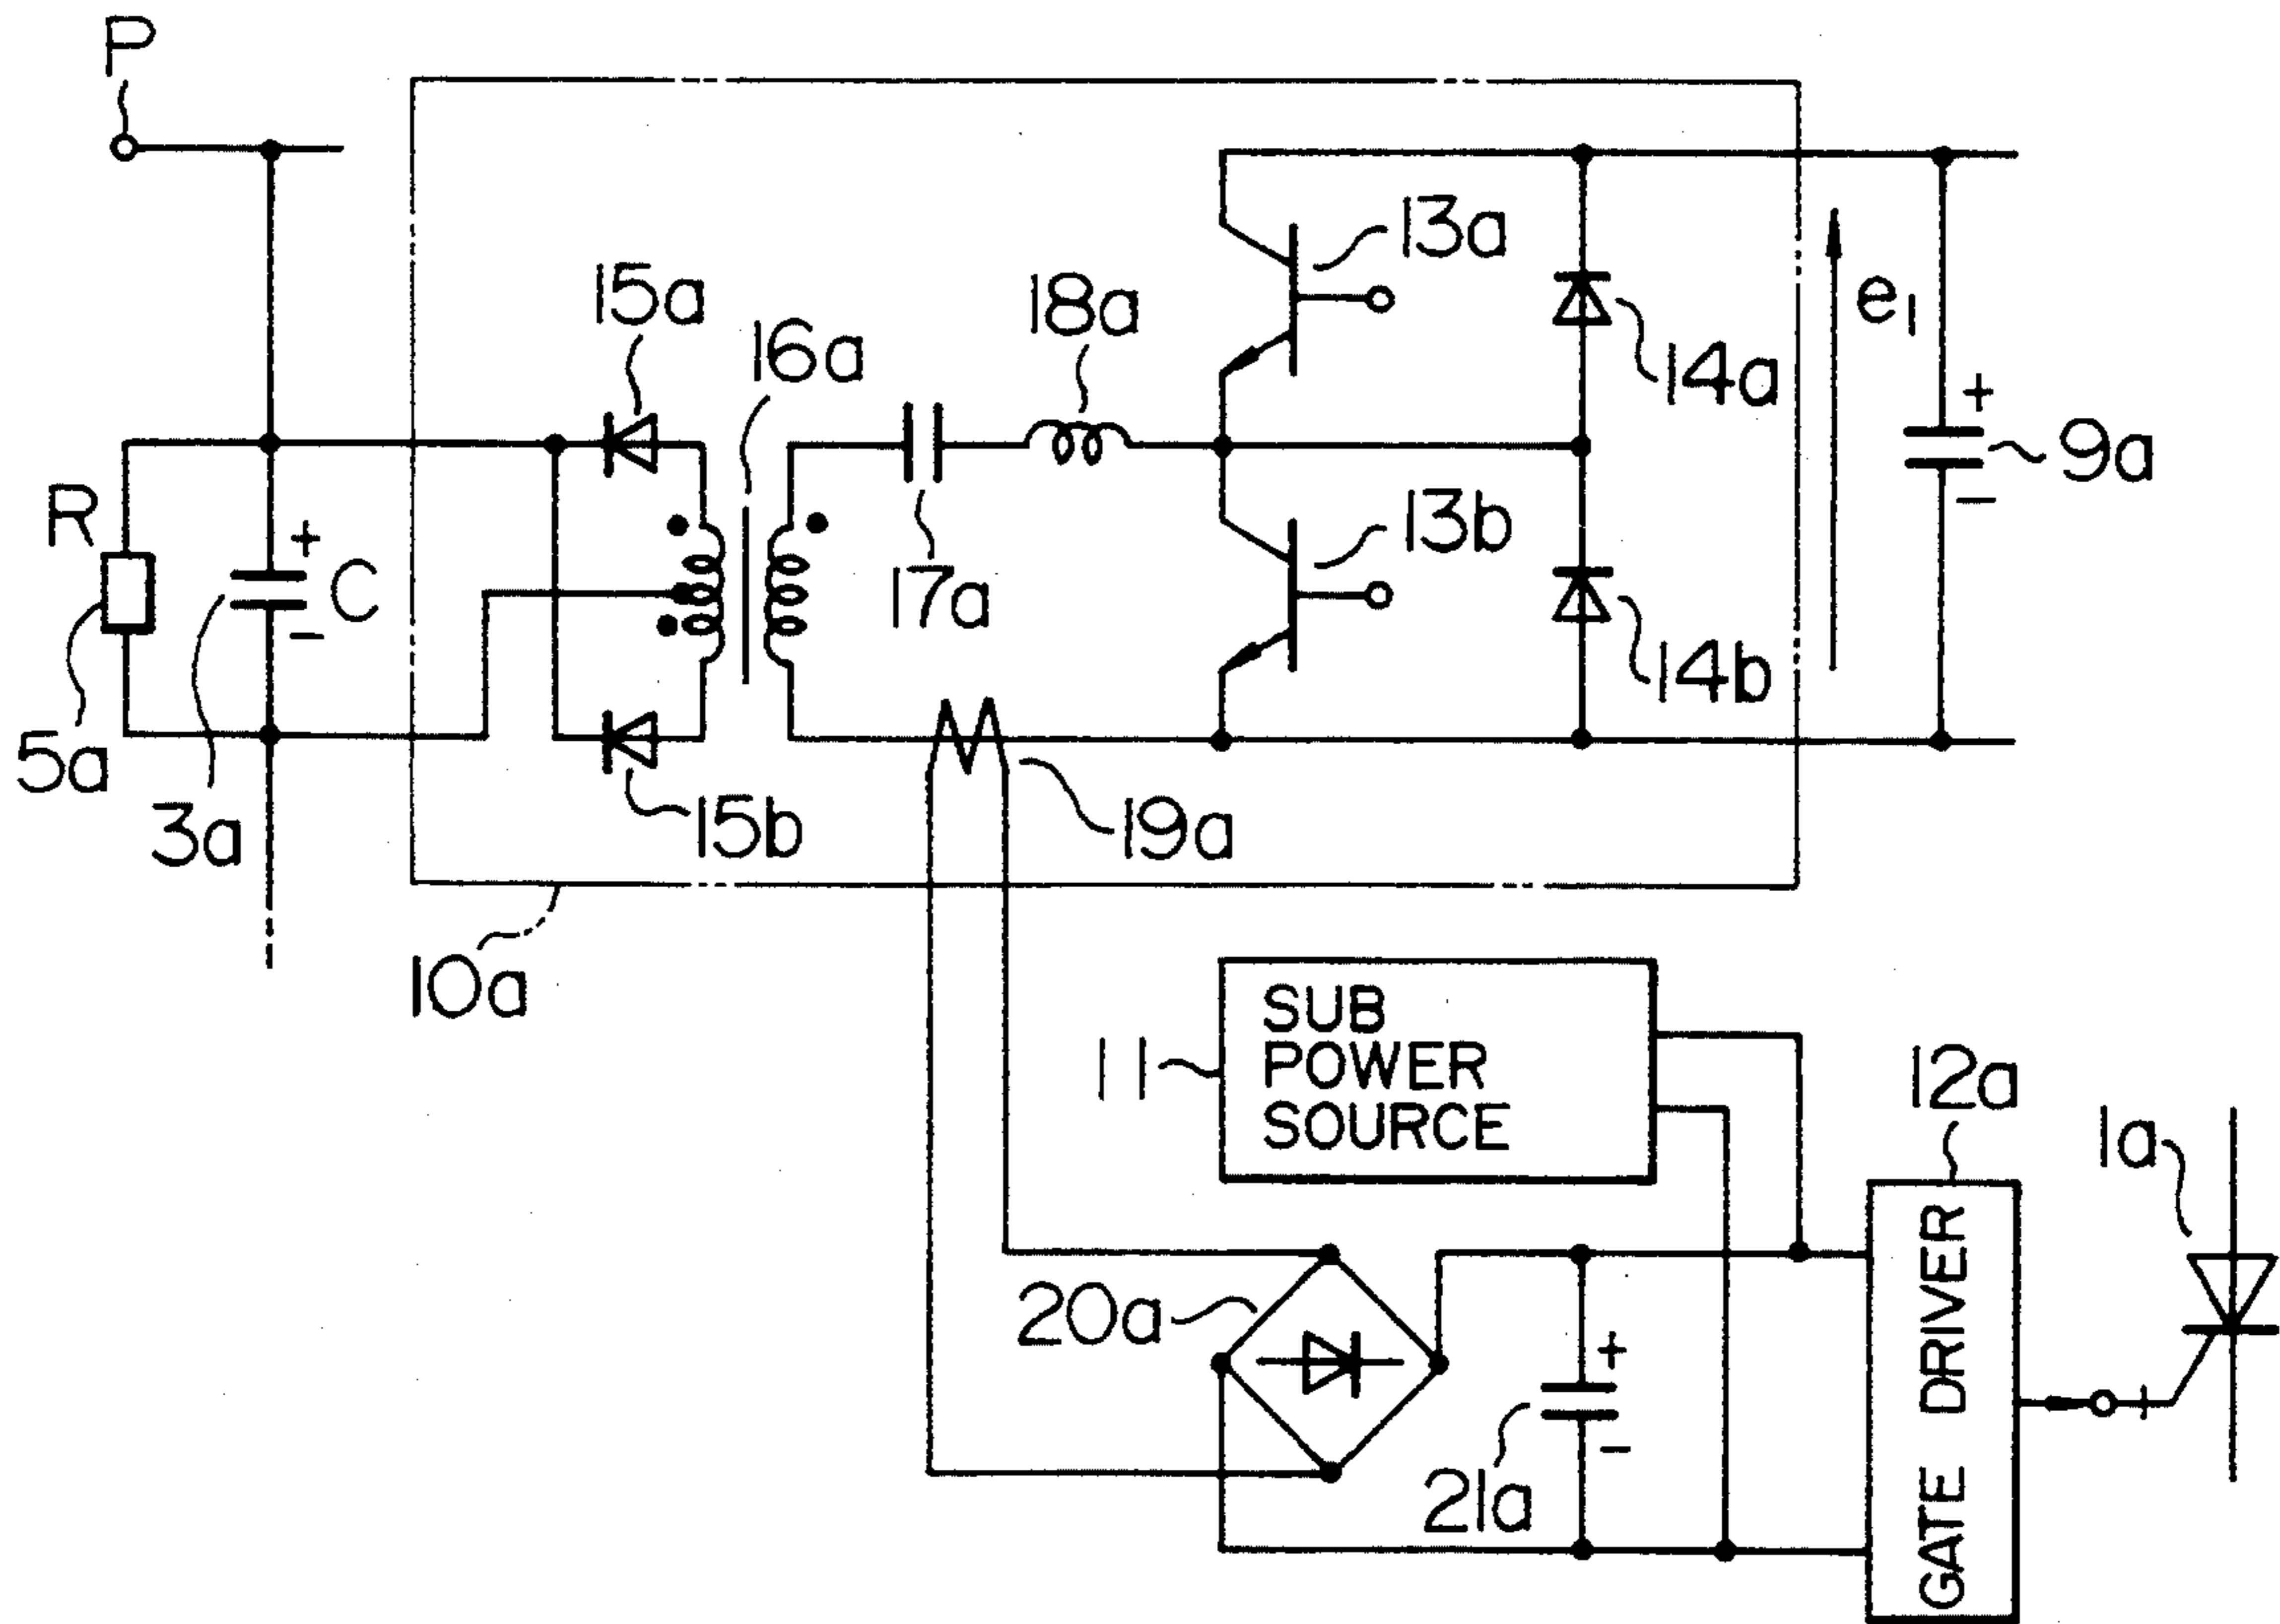 P
13a
15a
18a
e1
16a
14a
+
9a
R
13b
-
+
C
17a
-
14b
5a
3a
15b
19a
10a
SUB
POWER
SOURCE
11
12a
1a
GATE DRIVER
20a
+
21a
-